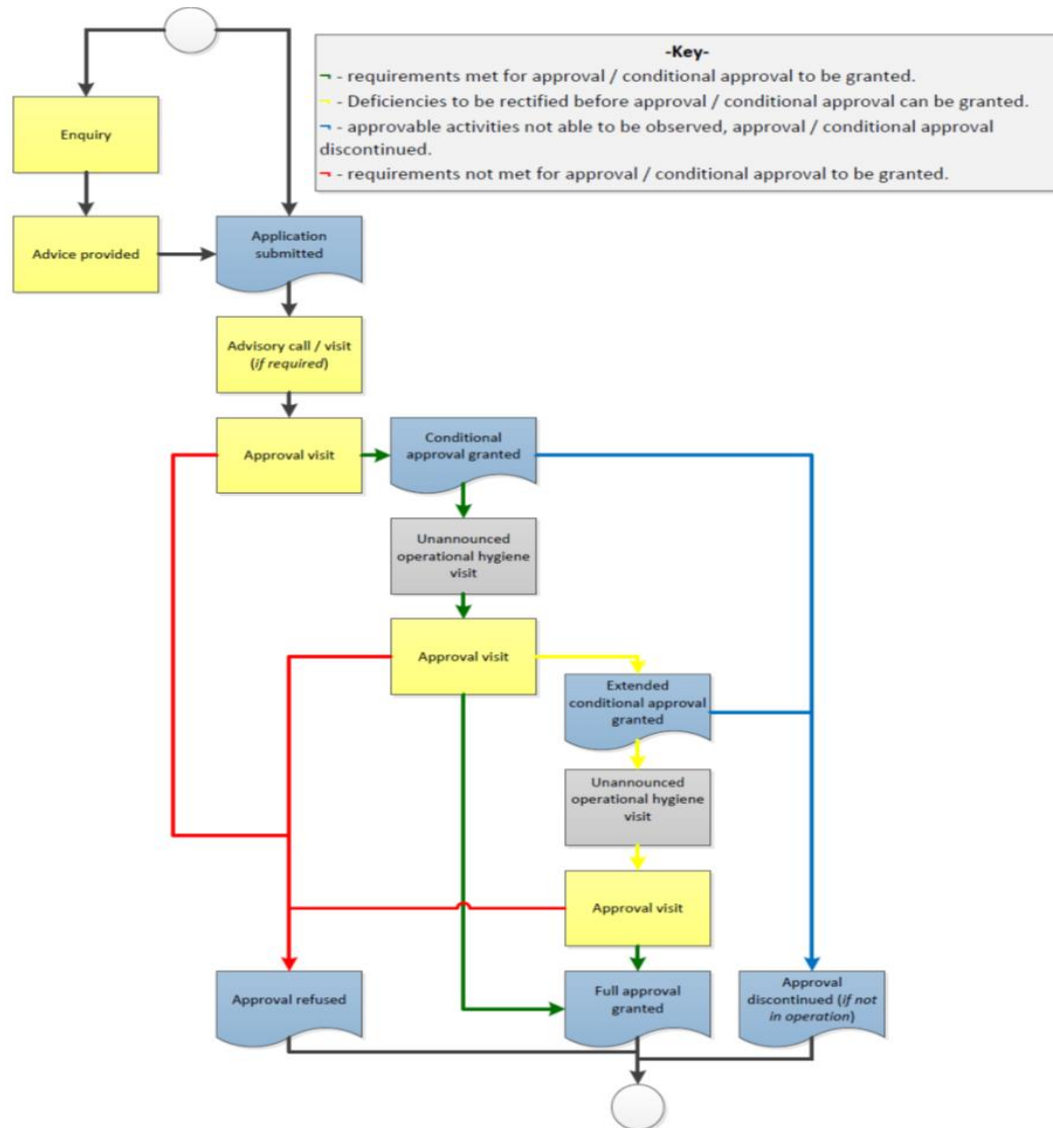 -Key-
¬ - requirements met for approval / conditional approval to be granted.
¬ - Deficiencies to be rectified before approval / conditional approval can be granted.
¬ - approvable activities not able to be observed, approval / conditional approval
discontinued.
¬ - requirements not met for approval / conditional approval to be granted.
Enquiry
Advice provided
Application
submitted
Advisory call / visit
(if required)
Approval visit
Conditional
approval granted
Unannounced
operational hygiene
visit
Approval visit
Extended
conditional approval
granted
Unannounced
operational hygiene
visit
Approval visit
Approval refused
Full approval
granted
Approval
discontinued (if not
in operation)